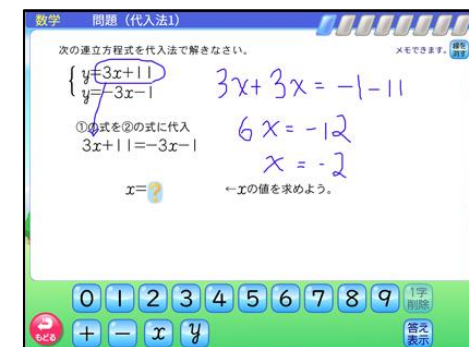 数学 問題（代入法1）
次の連立方程式を代入法で解きなさい。
メモできます。 線を消す
y=3x+11
y=-3x-1
①の式を②の式に代入
3x+11=-3x-1
x=?
←xの値を求めよう。
3x+3x=-1-11
6x=-12
x=-2
0 1 2 3 4 5 6 7 8 9 1字削除
もどる + − x y 答え表示